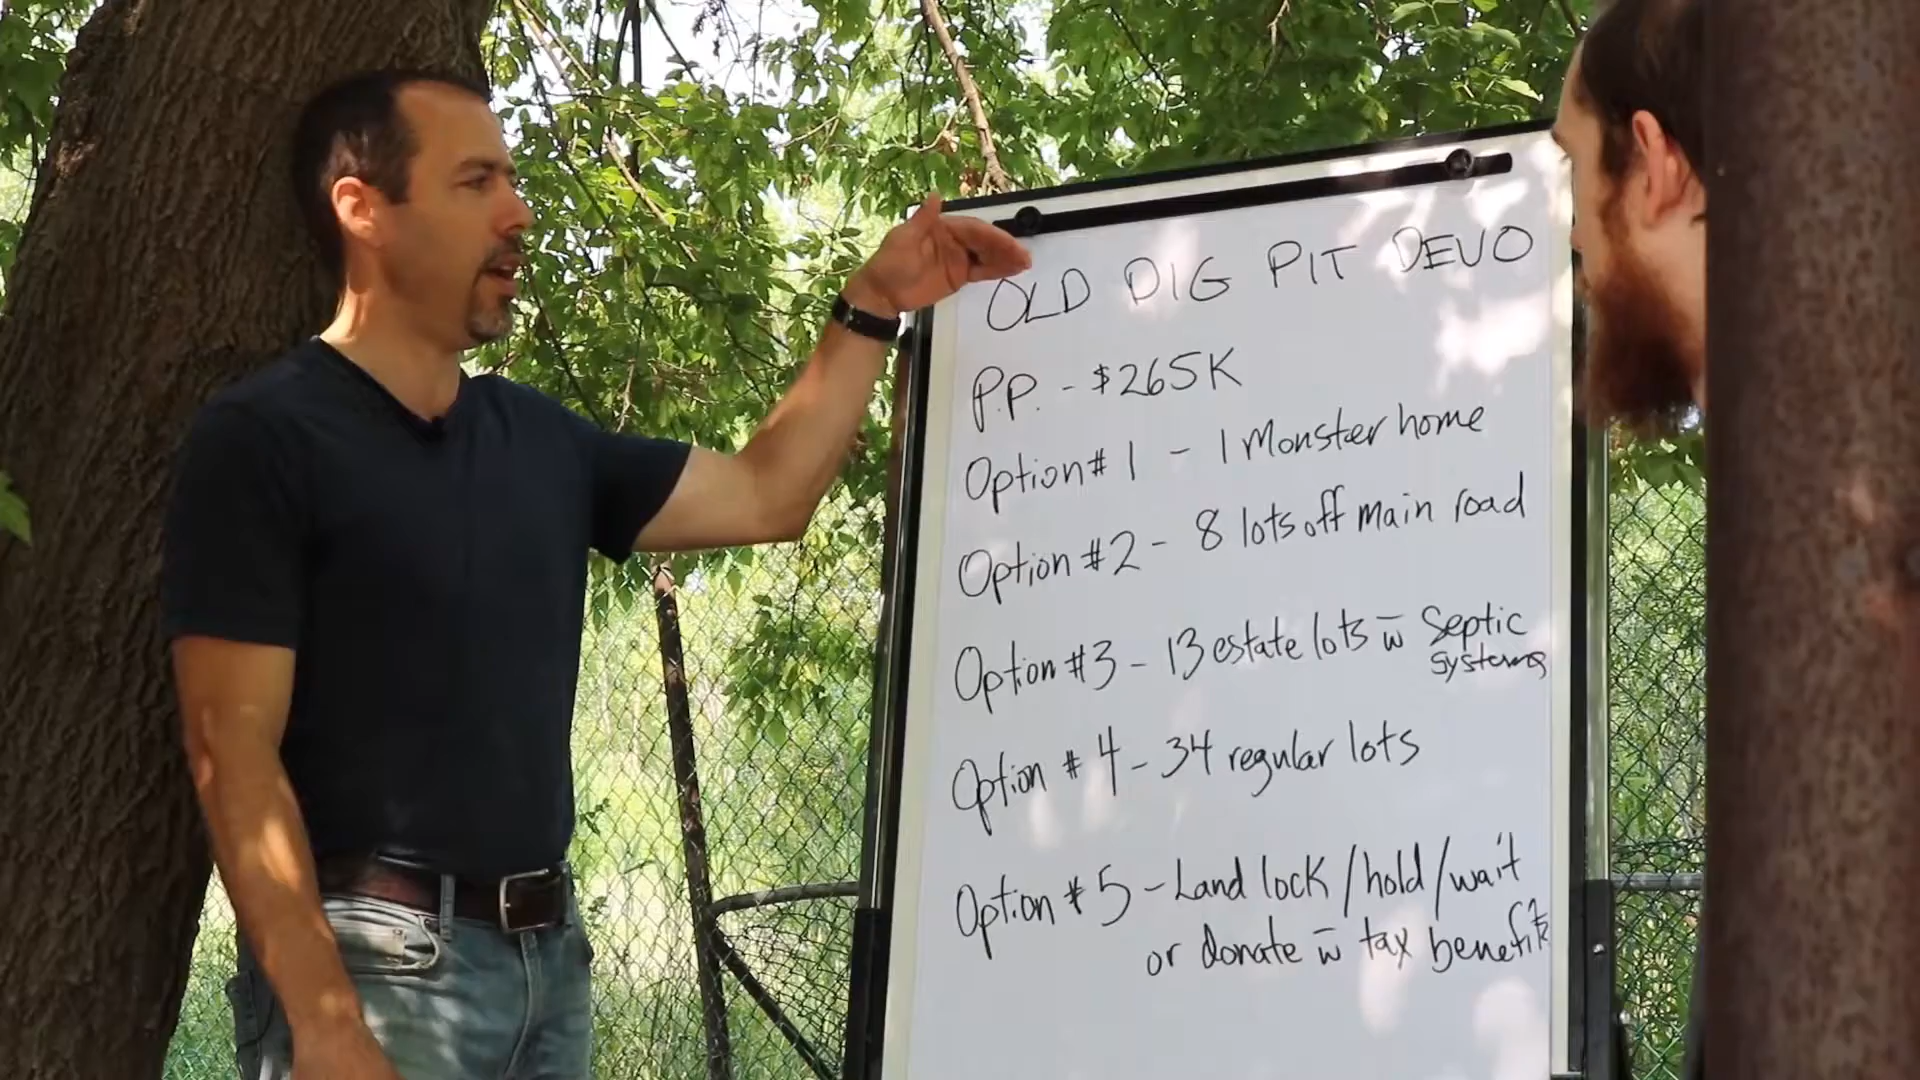 OLD DIG PIT DEVO
P.P. - $265K
Option #1 - 1 Monster home
Option #2 - 8 lots off main road
Option #3 - 13 estate lots w̄ Septic
systems
Option #4 - 34 regular lots
Option #5 - Land lock / hold / wait
or donate w̄ tax benefits